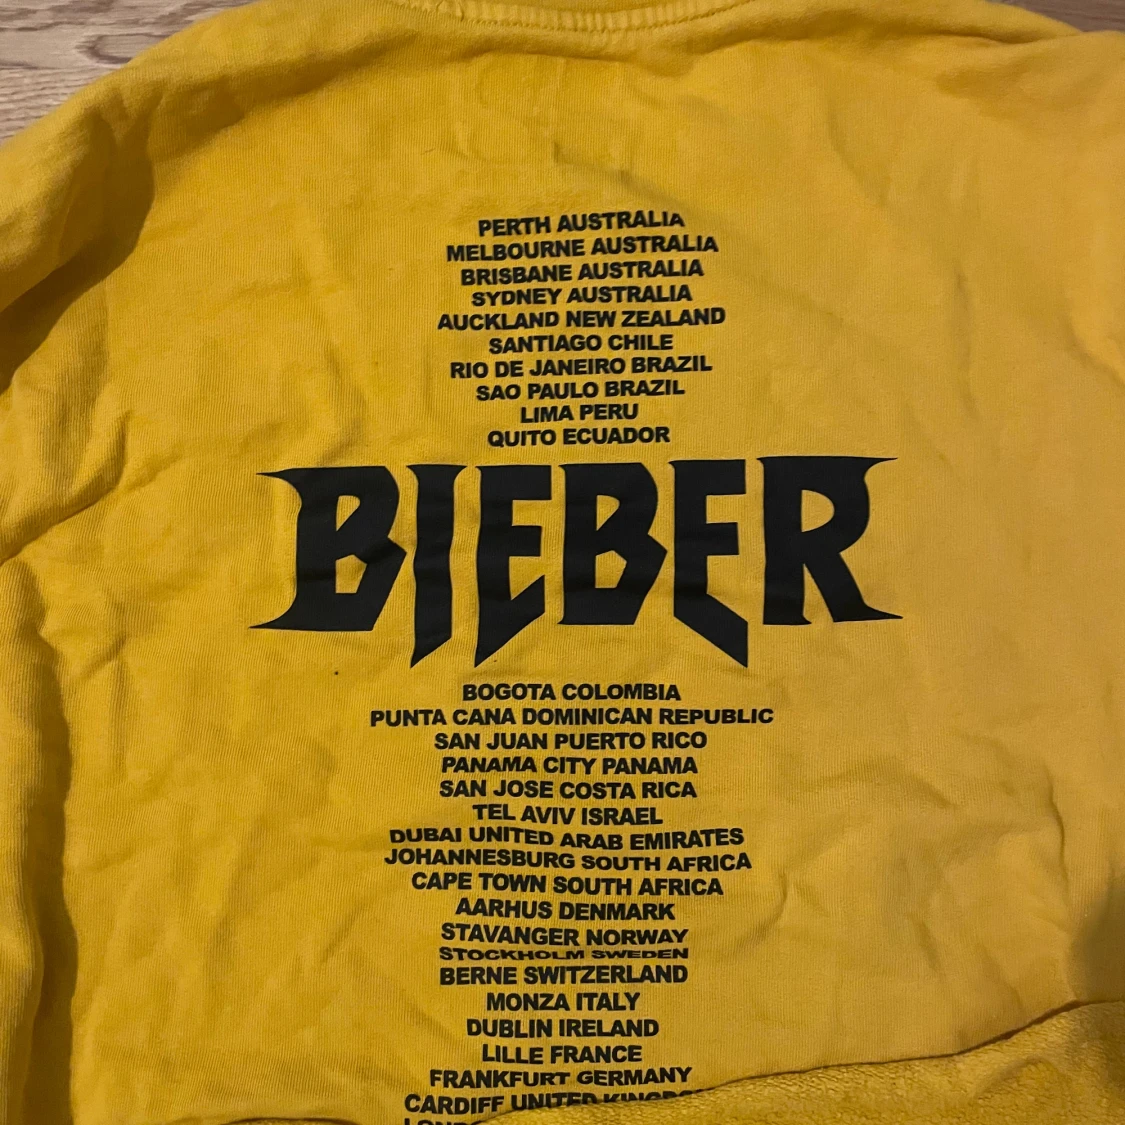 PERTH AUSTRALIA
MELBOURNE AUSTRALIA
BRISBANE AUSTRALIA
SYDNEY AUSTRALIA
AUCKLAND NEW ZEALAND
SANTIAGO CHILE
RIO DE JANEIRO BRAZIL
SAO PAULO BRAZIL
LIMA PERU
QUITO ECUADOR
BIEBER
BOGOTA COLOMBIA
PUNTA CANA DOMINICAN REPUBLIC
SAN JUAN PUERTO RICO
PANAMA CITY PANAMA
SAN JOSE COSTA RICA
TEL AVIV ISRAEL
DUBAI UNITED ARAB EMIRATES
JOHANNESBURG SOUTH AFRICA
CAPE TOWN SOUTH AFRICA
AARHUS DENMARK
STAVANGER NORWAY
STOCKHOLM SWEDEN
BERNE SWITZERLAND
MONZA ITALY
DUBLIN IRELAND
LILLE FRANCE
FRANKFURT GERMANY
CARDIFF UNITED